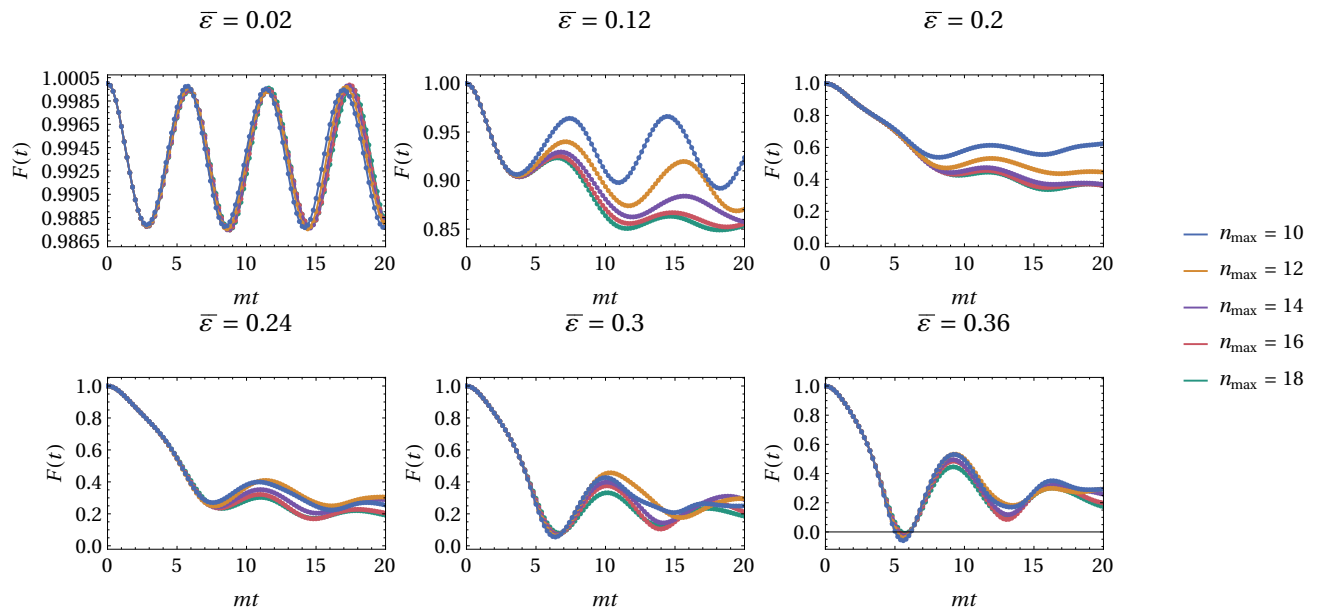 ε̅ = 0.02
ε̅ = 0.12
ε̅ = 0.2
1.0005
0.9985
0.9965
0.9945
0.9925
0.9905
0.9885
0.9865
F(t)
0 5 10 15 20
mt
1.00
0.95
0.90
0.85
F(t)
0 5 10 15 20
mt
1.0
0.8
0.6
0.4
0.2
0.0
F(t)
0 5 10 15 20
mt
n_max = 10
n_max = 12
n_max = 14
n_max = 16
n_max = 18
ε̅ = 0.24
ε̅ = 0.3
ε̅ = 0.36
1.0
0.8
0.6
0.4
0.2
0.0
F(t)
0 5 10 15 20
mt
1.0
0.8
0.6
0.4
0.2
0.0
F(t)
0 5 10 15 20
mt
1.0
0.8
0.6
0.4
0.2
0.0
F(t)
0 5 10 15 20
mt